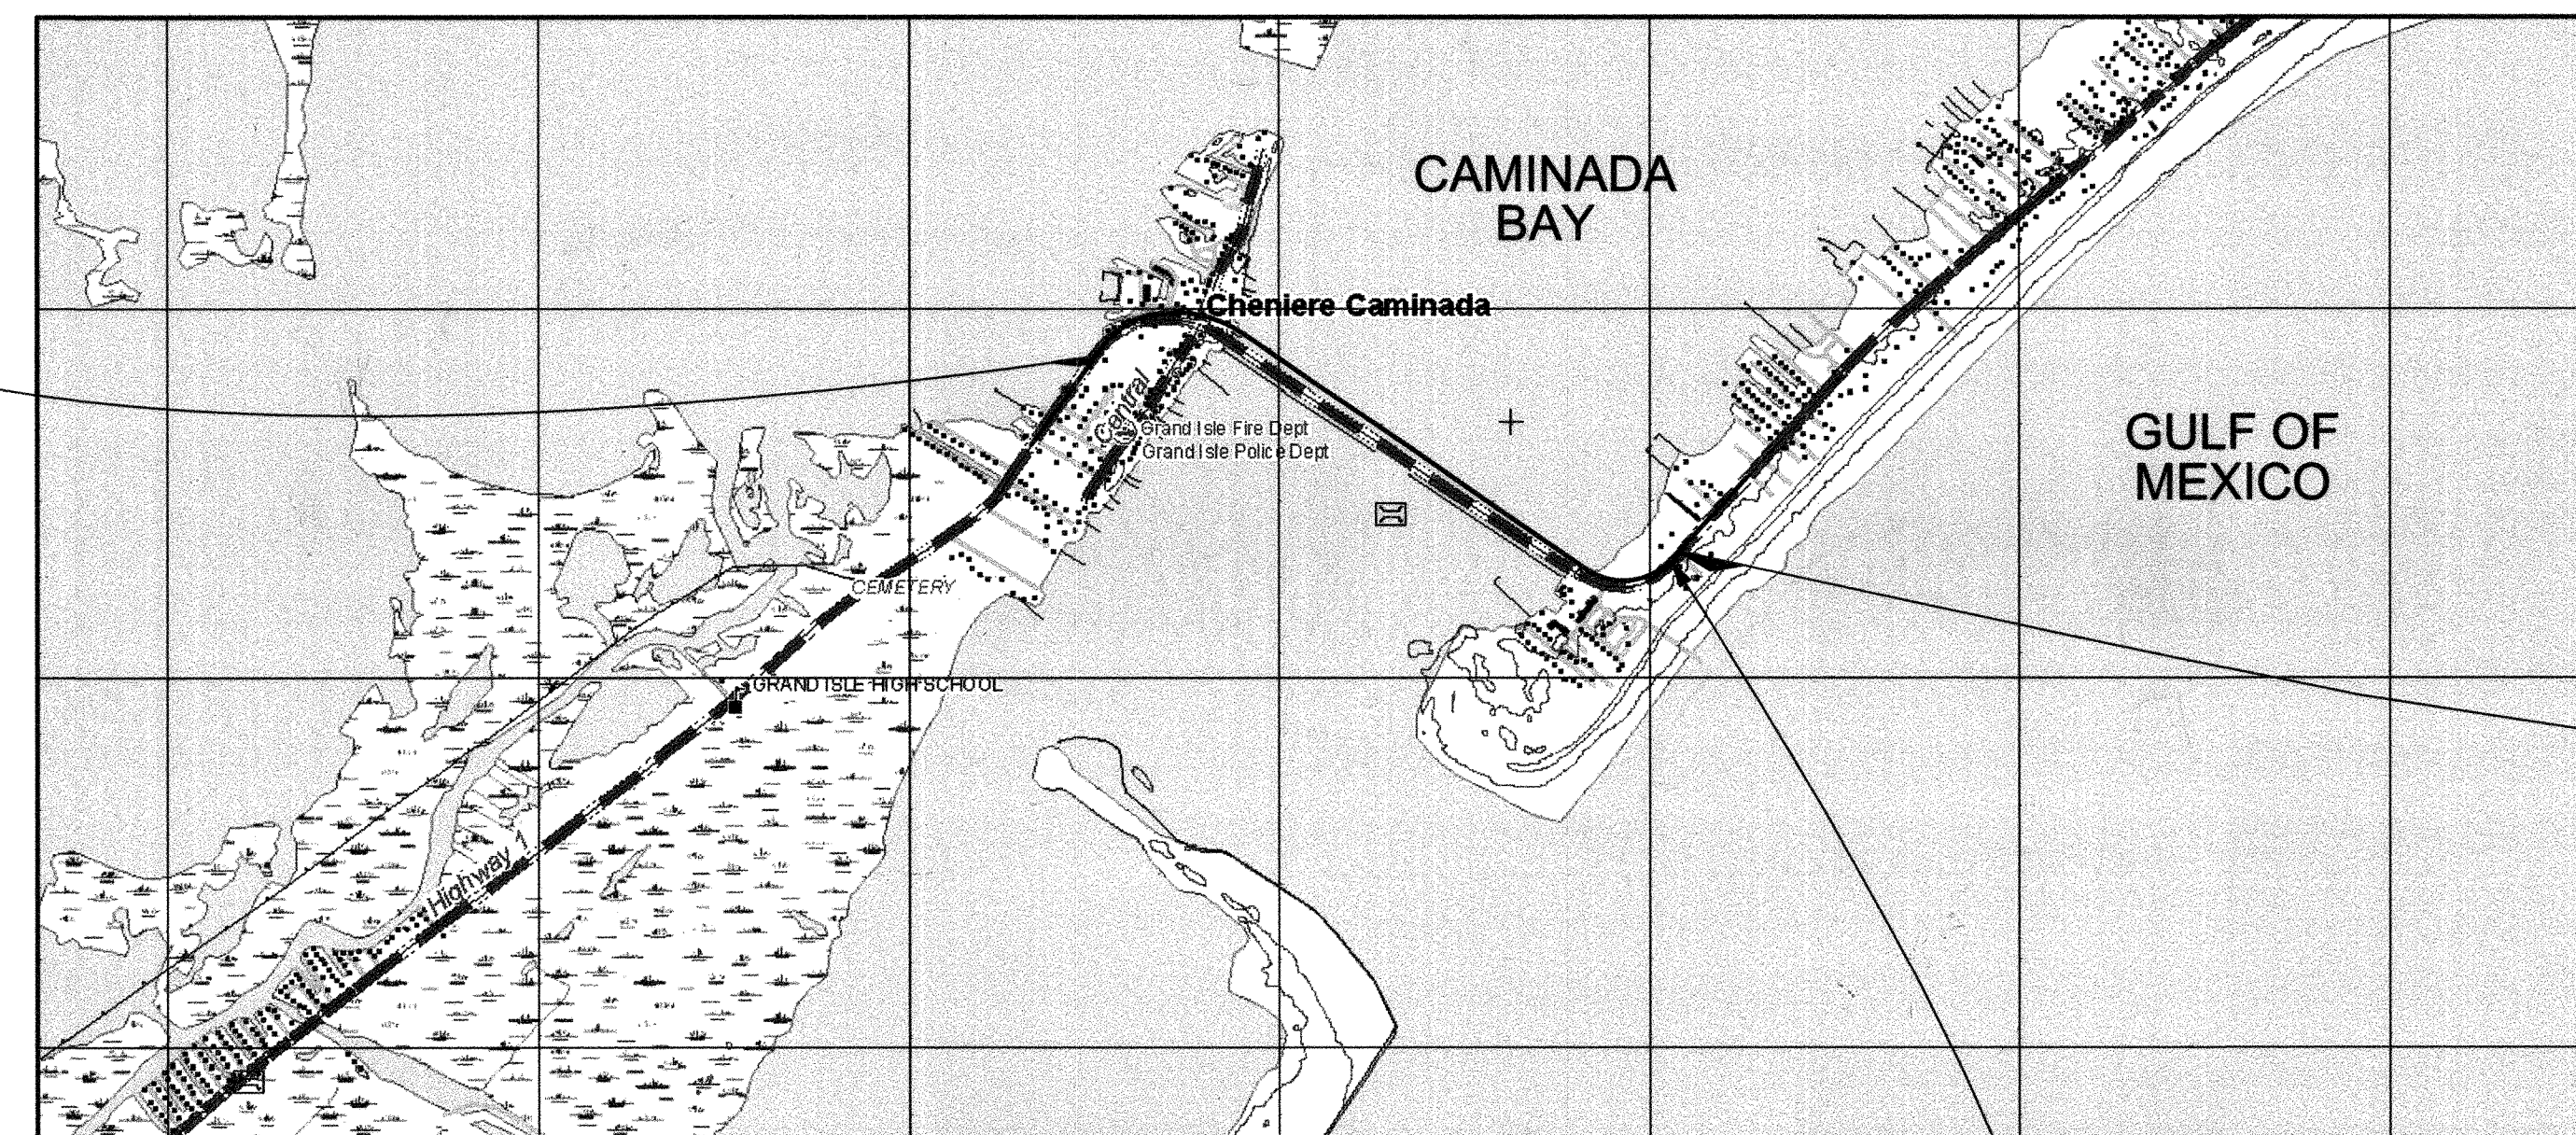 CAMINADA
BAY
Cheniere Caminada
Central
Grand Isle Fire Dept
Grand Isle Police Dept
GULF OF
MEXICO
CEMETERY
GRAND ISLE HIGH SCHOOL
Highway 1